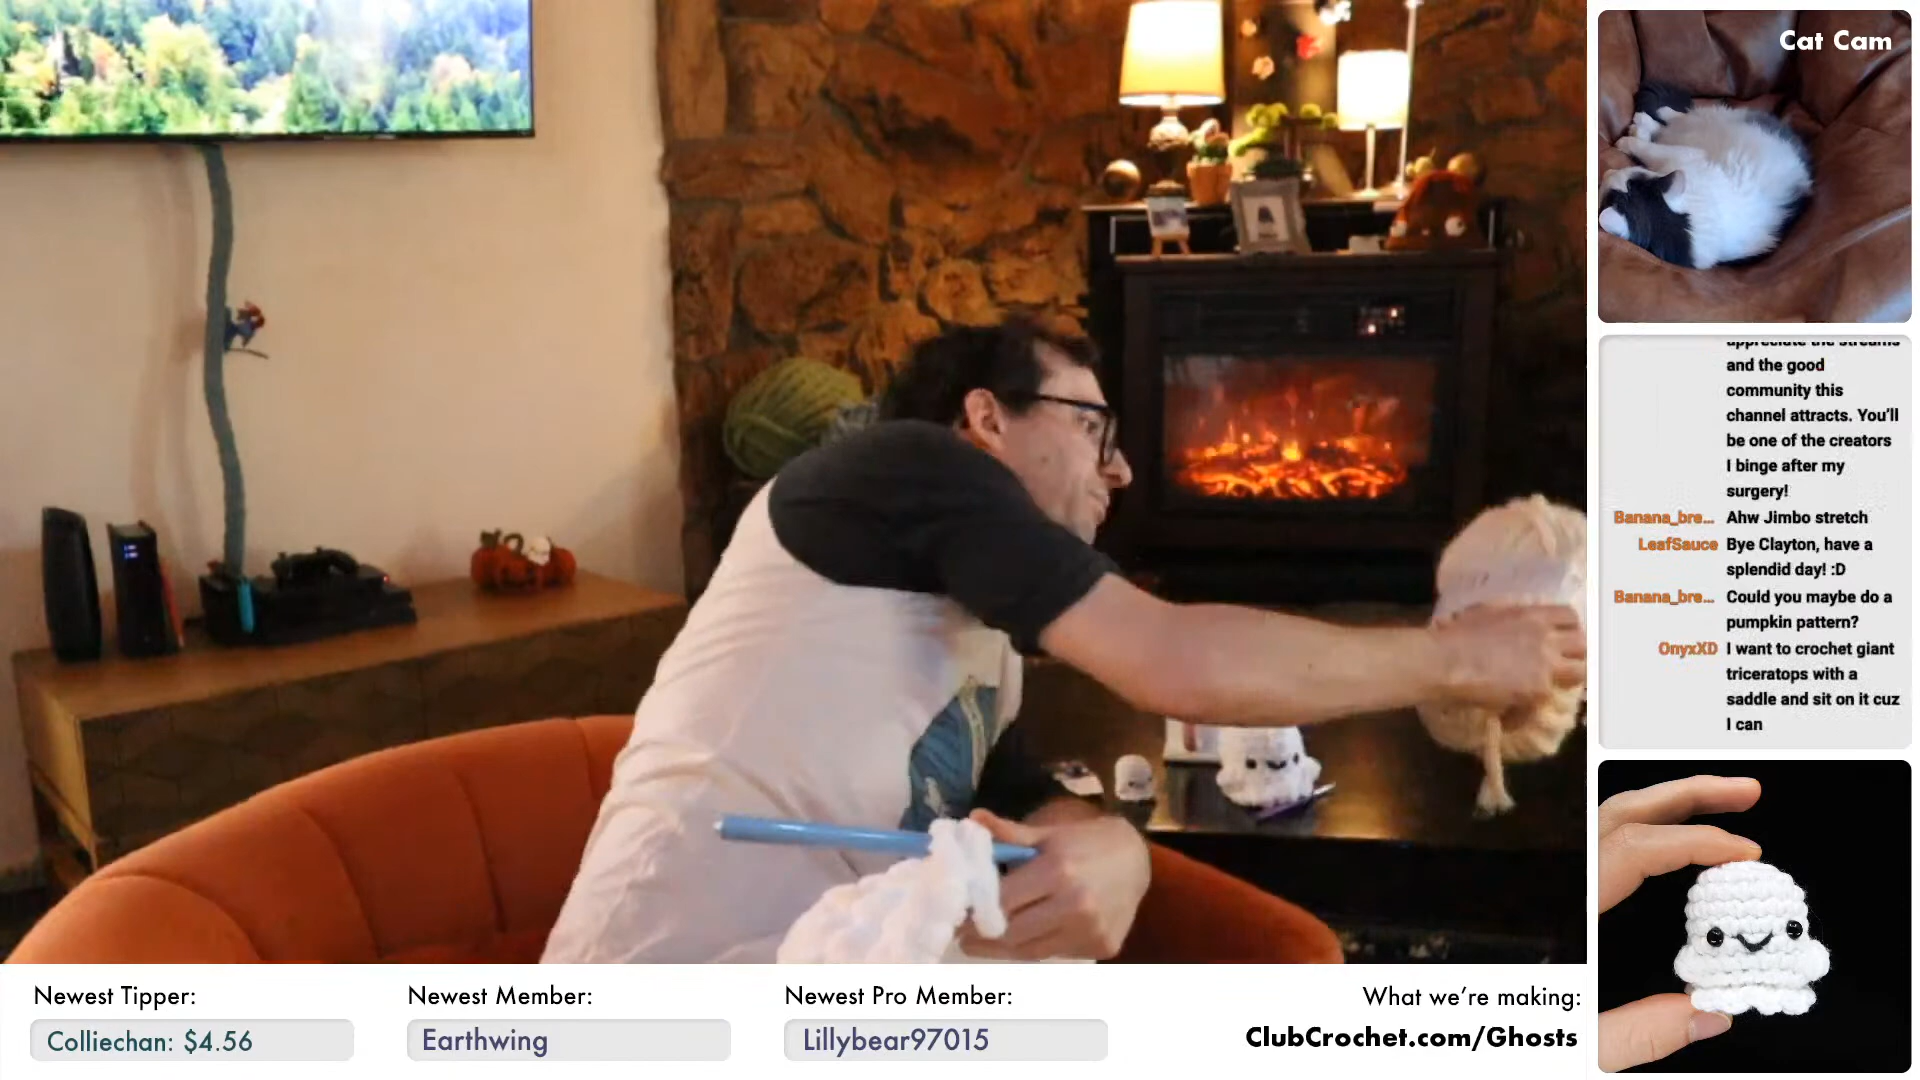 Cat Cam
appreciate the streams
and the good
community this
channel attracts. You'll
be one of the creators
I binge after my
surgery!
Banana_bre... Ahw Jimbo stretch
LeafSauce Bye Clayton, have a
splendid day! :D
Banana_bre... Could you maybe do a
pumpkin pattern?
OnyxXD I want to crochet giant
triceratops with a
saddle and sit on it cuz
I can
Newest Tipper:
Colliechan: $4.56
Newest Member:
Earthwing
Newest Pro Member:
Lillybear97015
What we're making:
ClubCrochet.com/Ghosts